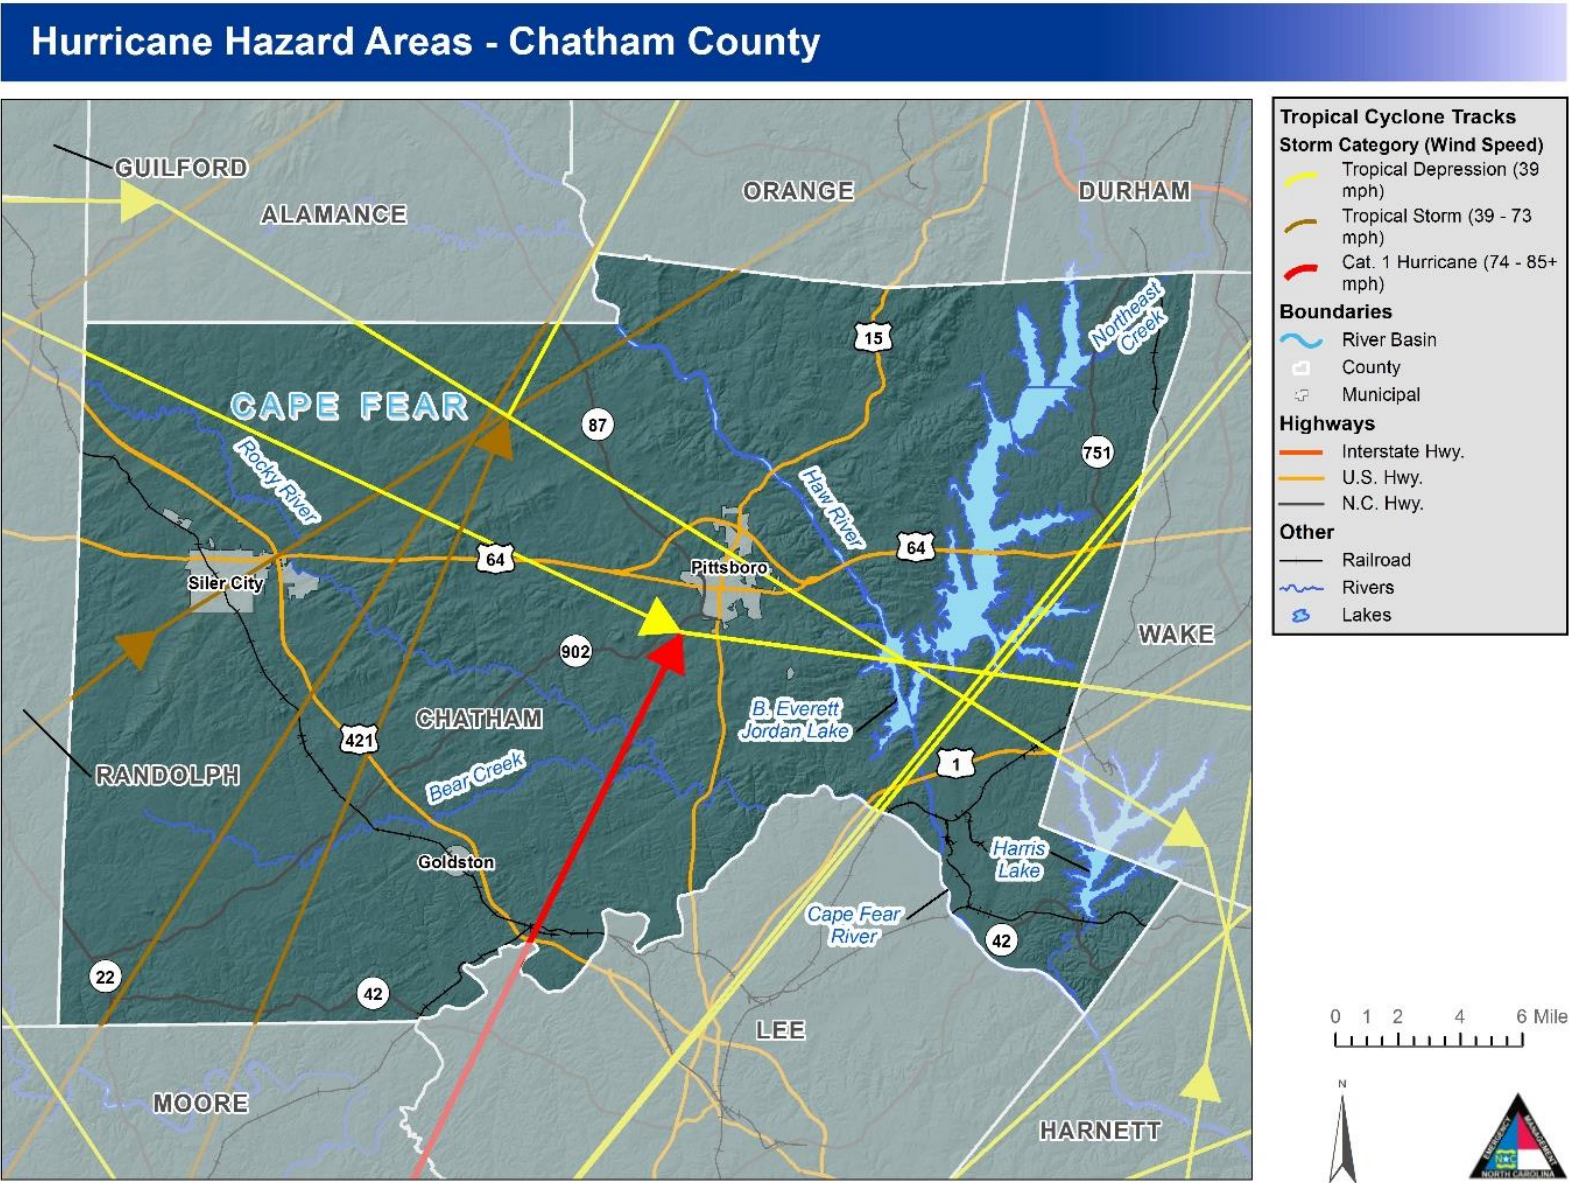 Hurricane Hazard Areas - Chatham County
GUILFORD
ALAMANCE
ORANGE
DURHAM
Northeast
Creek
15
CAPE FEAR
87
751
Rocky River
Haw River
64
64
Siler City
Pittsboro
902
WAKE
CHATHAM
B. Everett
Jordan Lake
421
1
RANDOLPH
Bear Creek
Goldston
Harris
Lake
Cape Fear
River
42
22
42
LEE
MOORE
HARNETT
Tropical Cyclone Tracks
Storm Category (Wind Speed)
Tropical Depression (39
mph)
Tropical Storm (39 - 73
mph)
Cat. 1 Hurricane (74 - 85+
mph)
Boundaries
River Basin
County
Municipal
Highways
Interstate Hwy.
U.S. Hwy.
N.C. Hwy.
Other
Railroad
Rivers
Lakes
0 1 2 4 6 Mile
N
EMERGENCY
MANAGEMENT
NORTH CAROLINA